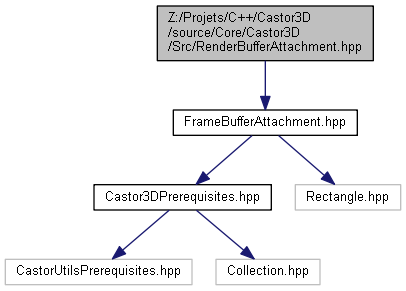 Z:/Projets/C++/Castor3D
/source/Core/Castor3D
/Src/RenderBufferAttachment.hpp
FrameBufferAttachment.hpp
Castor3DPrerequisites.hpp
Rectangle.hpp
CastorUtilsPrerequisites.hpp
Collection.hpp